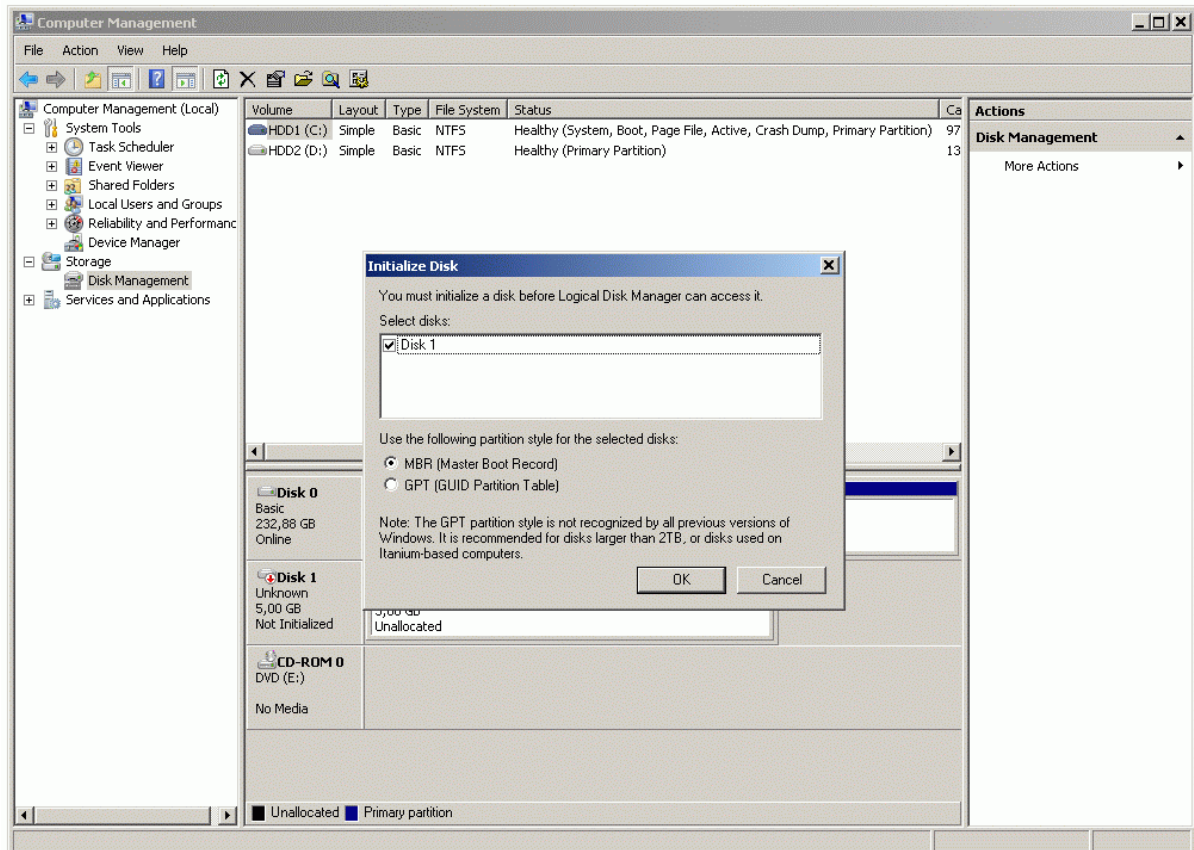 Computer Management
File Action View Help
Computer Management (Local)
System Tools
Task Scheduler
Event Viewer
Shared Folders
Local Users and Groups
Reliability and Performanc
Device Manager
Storage
Disk Management
Services and Applications
Volume Layout Type File System Status Ca
HDD1 (C:) Simple Basic NTFS Healthy (System, Boot, Page File, Active, Crash Dump, Primary Partition) 97
HDD2 (D:) Simple Basic NTFS Healthy (Primary Partition) 13
Actions
Disk Management
More Actions
Initialize Disk
You must initialize a disk before Logical Disk Manager can access it.
Select disks:
Disk 1
Use the following partition style for the selected disks:
MBR (Master Boot Record)
GPT (GUID Partition Table)
Note: The GPT partition style is not recognized by all previous versions of
Windows. It is recommended for disks larger than 2TB, or disks used on
Itanium-based computers.
OK Cancel
Disk 0
Basic
232,88 GB
Online
Disk 1
Unknown
5,00 GB
Not Initialized
5,00 GB
Unallocated
CD-ROM 0
DVD (E:)
No Media
Unallocated Primary partition